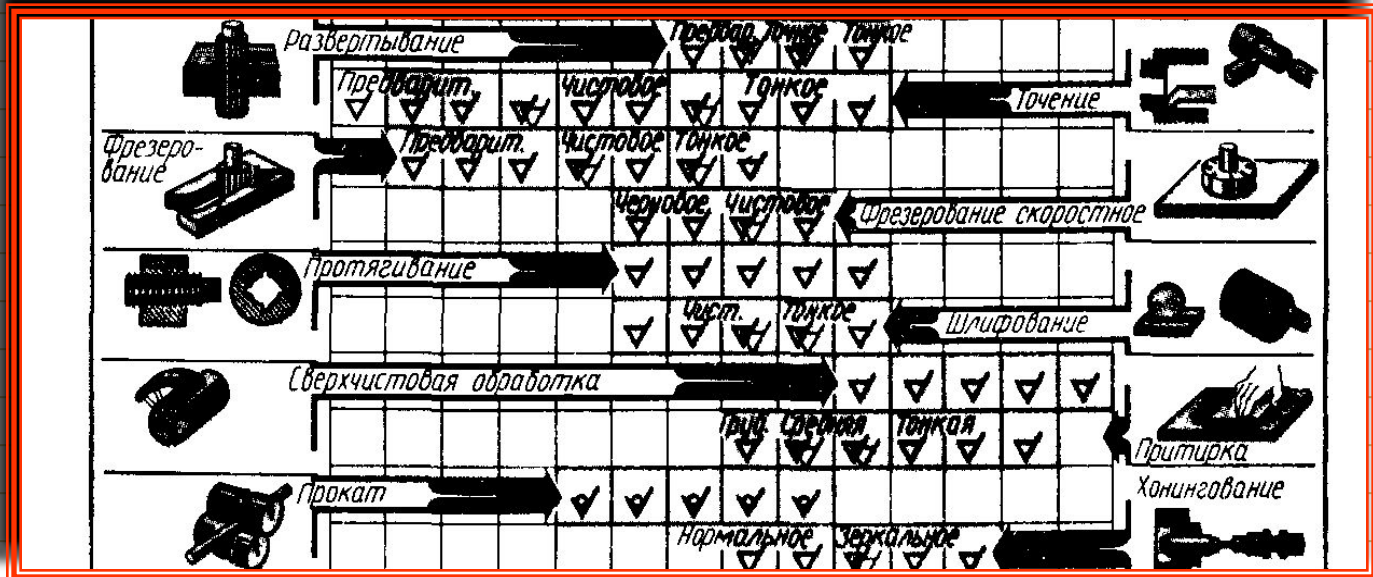 Развертывание
Предвар. Точное Тонкое
Предварит. Чистовое Тонкое
Точение
Фрезеро-
вание
Предварит. Чистовое Тонкое
Черновое Чистовое
Фрезерование скоростное
Протягивание
Чист. Тонкое
Шлифование
Сверхчистовая обработка
Груб. Средняя Тонкая
Притирка
Прокат
Хонингование
Нормальное Зеркальное